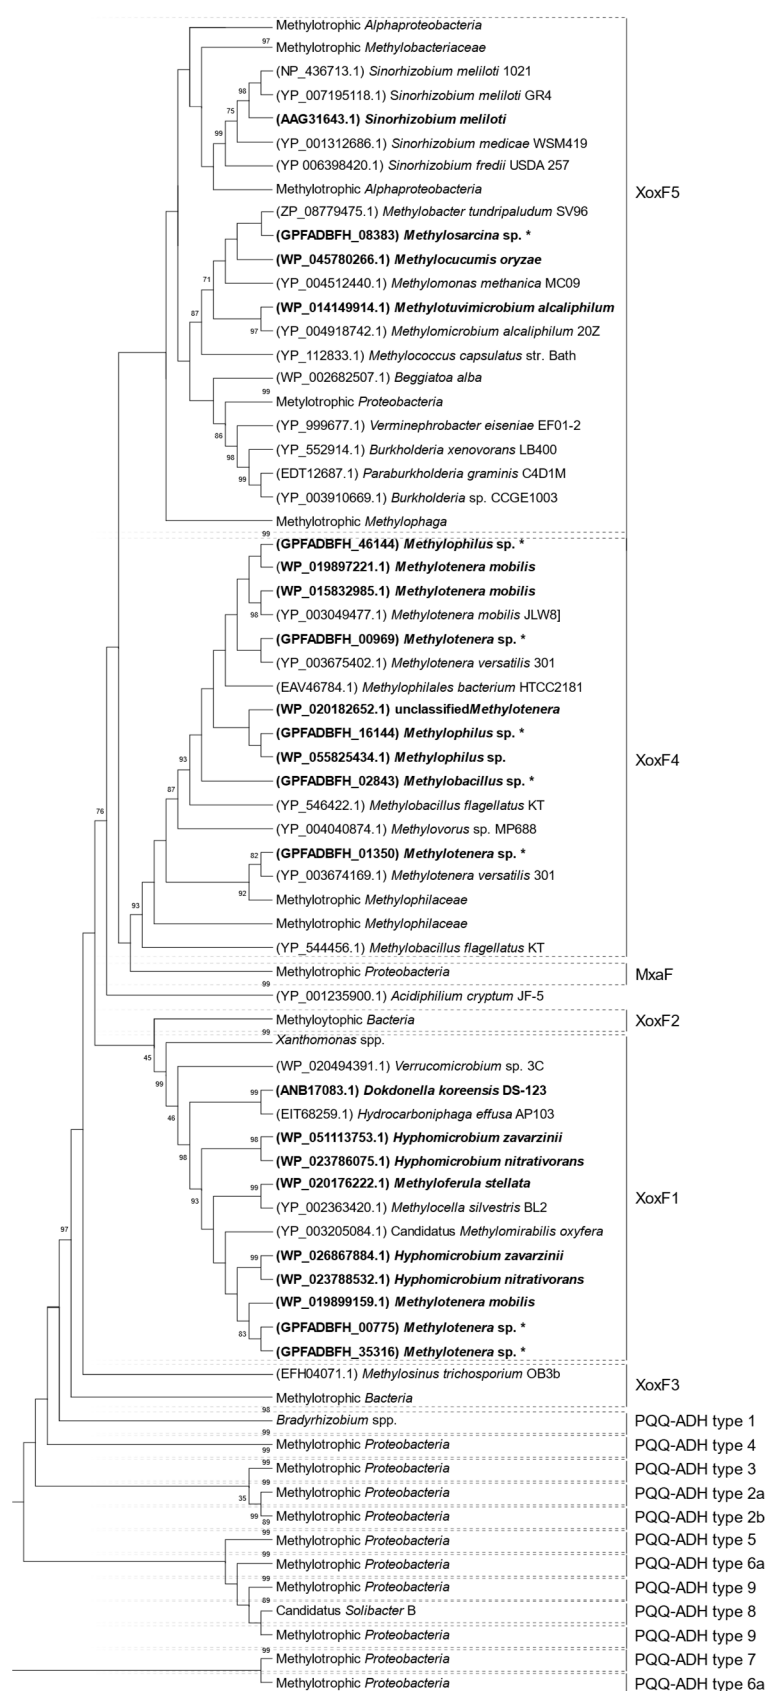 Methylotrophic Alphaproteobacteria
97
Methylotrophic Methylobacteriaceae
(NP_436713.1) Sinorhizobium meliloti 1021
98
(YP_007195118.1) Sinorhizobium meliloti GR4
75
(AAG31643.1) Sinorhizobium meliloti
99
(YP_001312686.1) Sinorhizobium medicae WSM419
(YP 006398420.1) Sinorhizobium fredii USDA 257
Methylotrophic Alphaproteobacteria
XoxF5
(ZP_08779475.1) Methylobacter tundripaludum SV96
(GPFADBFH_08383) Methylosarcina sp. *
(WP_045780266.1) Methylocucumis oryzae
71
(YP_004512440.1) Methylomonas methanica MC09
(WP_014149914.1) Methylotuvimicrobium alcaliphilum
87
97
(YP_004918742.1) Methylomicrobium alcaliphilum 20Z
(YP_112833.1) Methylococcus capsulatus str. Bath
(WP_002682507.1) Beggiatoa alba
99
Metylotrophic Proteobacteria
(YP_999677.1) Verminephrobacter eiseniae EF01-2
86
(YP_552914.1) Burkholderia xenovorans LB400
98
(EDT12687.1) Paraburkholderia graminis C4D1M
99
(YP_003910669.1) Burkholderia sp. CCGE1003
Methylotrophic Methylophaga
99
(GPFADBFH_46144) Methylophilus sp. *
(WP_019897221.1) Methylotenera mobilis
(WP_015832985.1) Methylotenera mobilis
98
(YP_003049477.1) Methylotenera mobilis JLW8]
(GPFADBFH_00969) Methylotenera sp. *
(YP_003675402.1) Methylotenera versatilis 301
(EAV46784.1) Methylophilales bacterium HTCC2181
(WP_020182652.1) unclassifiedMethylotenera
(GPFADBFH_16144) Methylophilus sp. *
93
(WP_055825434.1) Methylophilus sp.
XoxF4
(GPFADBFH_02843) Methylobacillus sp. *
87
(YP_546422.1) Methylobacillus flagellatus KT
76
(YP_004040874.1) Methylovorus sp. MP688
82
(GPFADBFH_01350) Methylotenera sp. *
(YP_003674169.1) Methylotenera versatilis 301
92
Methylotrophic Methylophilaceae
93
Methylotrophic Methylophilaceae
(YP_544456.1) Methylobacillus flagellatus KT
Methylotrophic Proteobacteria
MxaF
99
(YP_001235900.1) Acidiphilium cryptum JF-5
Methyloytophic Bacteria
XoxF2
99
Xanthomonas spp.
45
(WP_020494391.1) Verrucomicrobium sp. 3C
99
99
(ANB17083.1) Dokdonella koreensis DS-123
(EIT68259.1) Hydrocarboniphaga effusa AP103
46
98
(WP_051113753.1) Hyphomicrobium zavarzinii
98
(WP_023786075.1) Hyphomicrobium nitrativorans
99
(WP_020176222.1) Methyloferula stellata
93
XoxF1
(YP_002363420.1) Methylocella silvestris BL2
(YP_003205084.1) Candidatus Methylomirabilis oxyfera
97
99
(WP_026867884.1) Hyphomicrobium zavarzinii
(WP_023788532.1) Hyphomicrobium nitrativorans
(WP_019899159.1) Methylotenera mobilis
(GPFADBFH_00775) Methylotenera sp. *
83
(GPFADBFH_35316) Methylotenera sp. *
(EFH04071.1) Methylosinus trichosporium OB3b
XoxF3
Methylotrophic Bacteria
98
Bradyrhizobium spp.
PQQ-ADH type 1
99
Methylotrophic Proteobacteria
PQQ-ADH type 4
99
99
Methylotrophic Proteobacteria
PQQ-ADH type 3
99
Methylotrophic Proteobacteria
PQQ-ADH type 2a
35
99
Methylotrophic Proteobacteria
PQQ-ADH type 2b
89
99
Methylotrophic Proteobacteria
PQQ-ADH type 5
99
Methylotrophic Proteobacteria
PQQ-ADH type 6a
99
Methylotrophic Proteobacteria
PQQ-ADH type 9
89
Candidatus Solibacter B
PQQ-ADH type 8
99
Methylotrophic Proteobacteria
PQQ-ADH type 9
99
Methylotrophic Proteobacteria
PQQ-ADH type 7
99
Methylotrophic Proteobacteria
PQQ-ADH type 6a